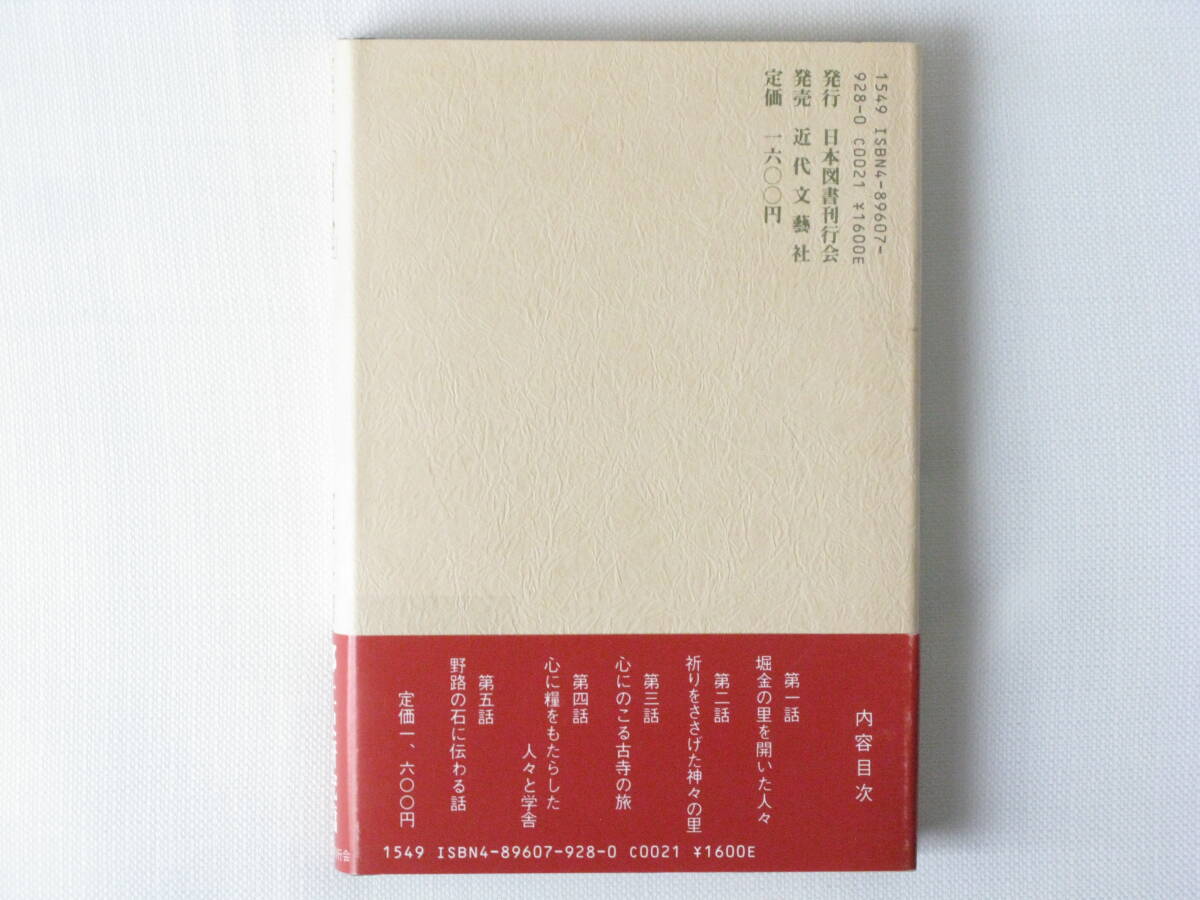 1549 ISBN4-89607-
928-0 C0021 ¥1600E
発行 日本図書刊行会
発売 近代文藝社
定価 一六〇〇円
内容目次
第一話
堀金の里を開いた人々
第二話
祈りをささげた神々の里
第三話
心にのこる古寺の旅
第四話
心に糧をもたらした
人々と学舎
第五話
野路の石に伝わる話
定価一、六〇〇円
1549 ISBN4-89607-928-0 C0021 ¥1600E
行会